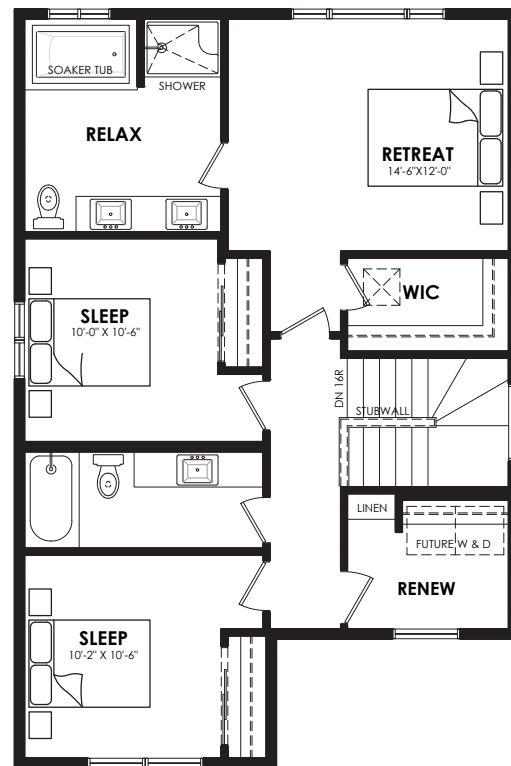 SOAKER TUB
SHOWER
RELAX
RETREAT
14'-6"X12'-0"
WIC
SLEEP
10'-0" X 10'-6"
DN 16R
STUBWALL
LINEN
FUTURE W & D
RENEW
SLEEP
10'-2" X 10'-6"